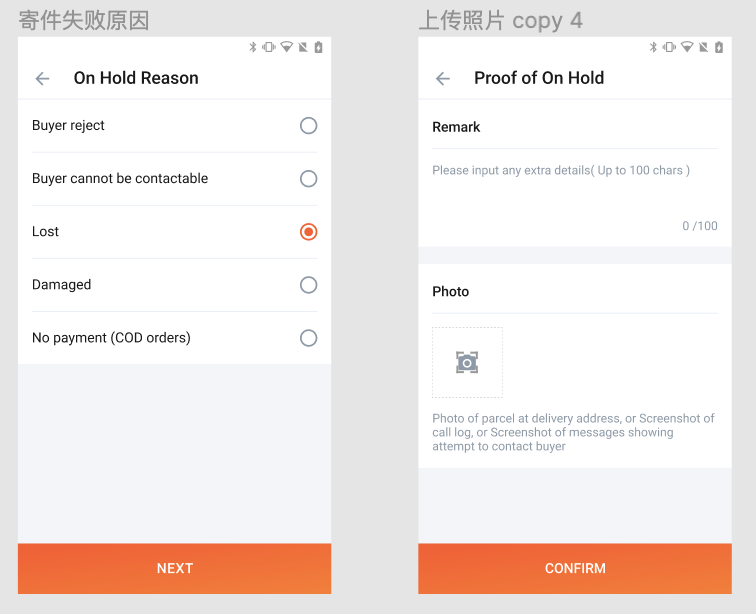 寄件失败原因
On Hold Reason
Buyer reject
Buyer cannot be contactable
Lost
Damaged
No payment (COD orders)
NEXT
上传照片 copy 4
Proof of On Hold
Remark
Please input any extra details( Up to 100 chars )
0 /100
Photo
Photo of parcel at delivery address, or Screenshot of
call log, or Screenshot of messages showing
attempt to contact buyer
CONFIRM